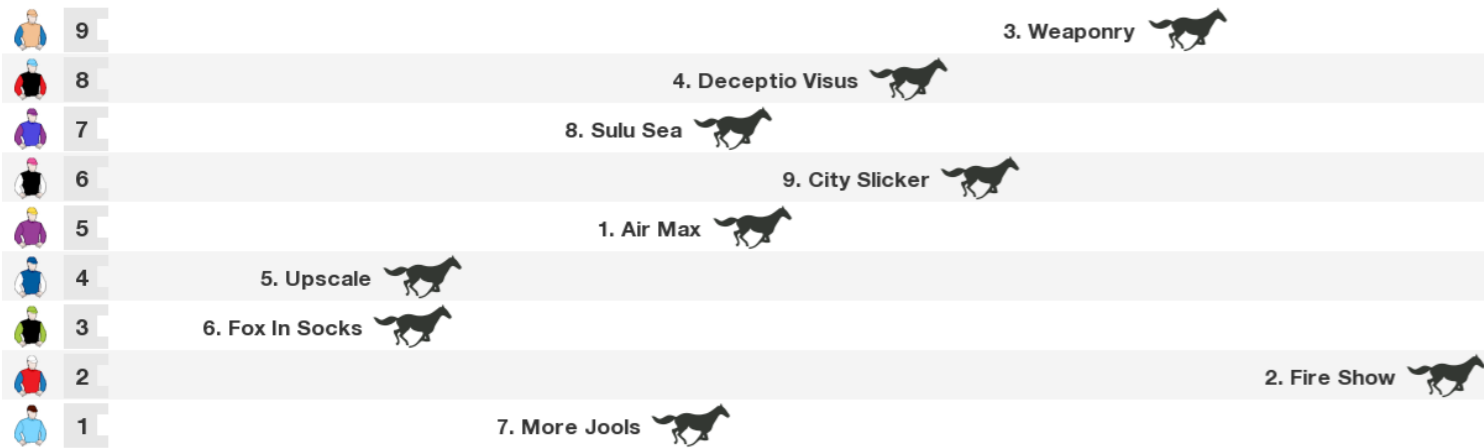 9 3. Weaponry
8 4. Deceptio Visus
7 8. Sulu Sea
6 9. City Slicker
5 1. Air Max
4 5. Upscale
3 6. Fox In Socks
2 2. Fire Show
1 7. More Jools